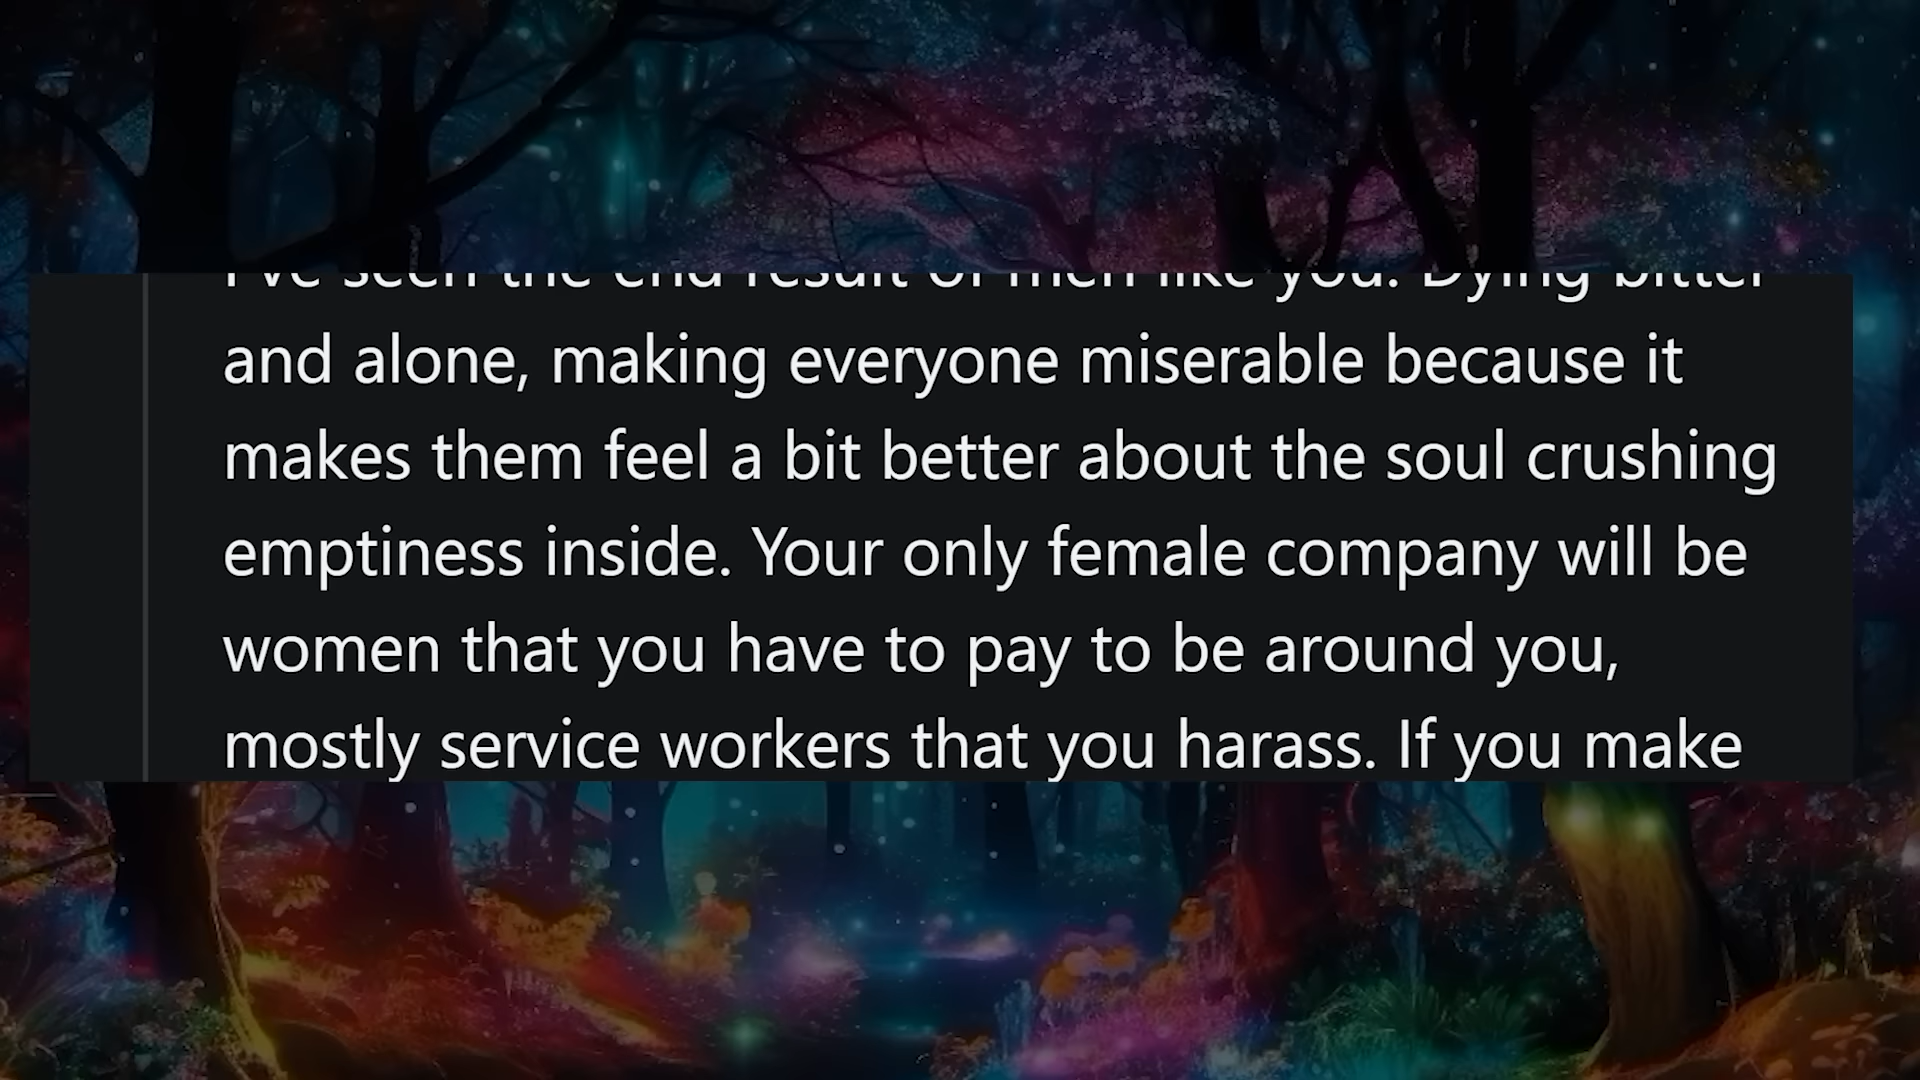 I've seen the end result of men like you. Dying bitter
and alone, making everyone miserable because it
makes them feel a bit better about the soul crushing
emptiness inside. Your only female company will be
women that you have to pay to be around you,
mostly service workers that you harass. If you make